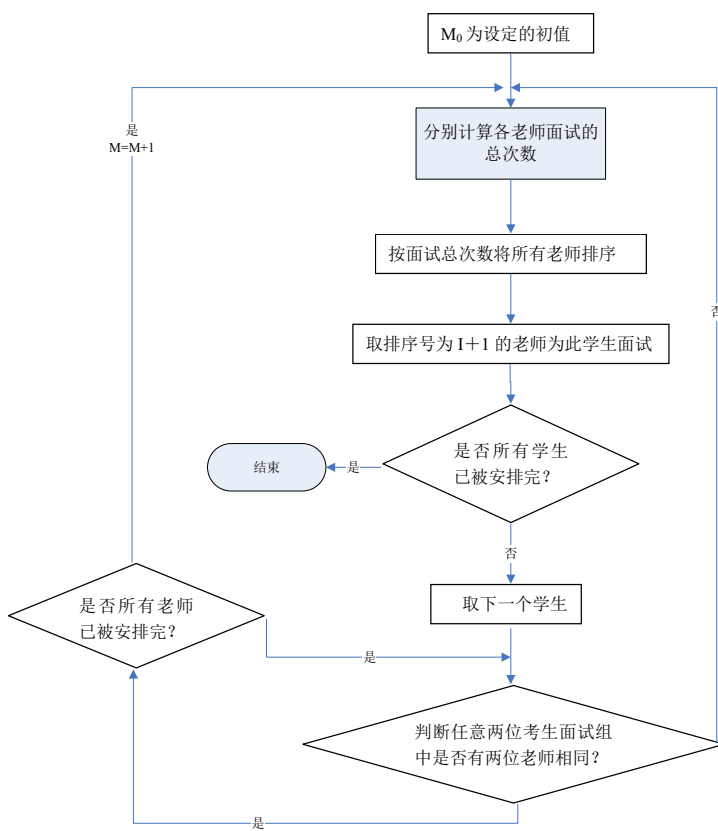 M₀为设定的初值
是
M=M+1
分别计算各老师面试的
总次数
按面试总次数将所有老师排序
否
取排序号为 I＋1 的老师为此学生面试
是否所有学生
已被安排完？
是
结束
否
取下一个学生
是否所有老师
已被安排完？
是
判断任意两位考生面试组
中是否有两位老师相同？
是